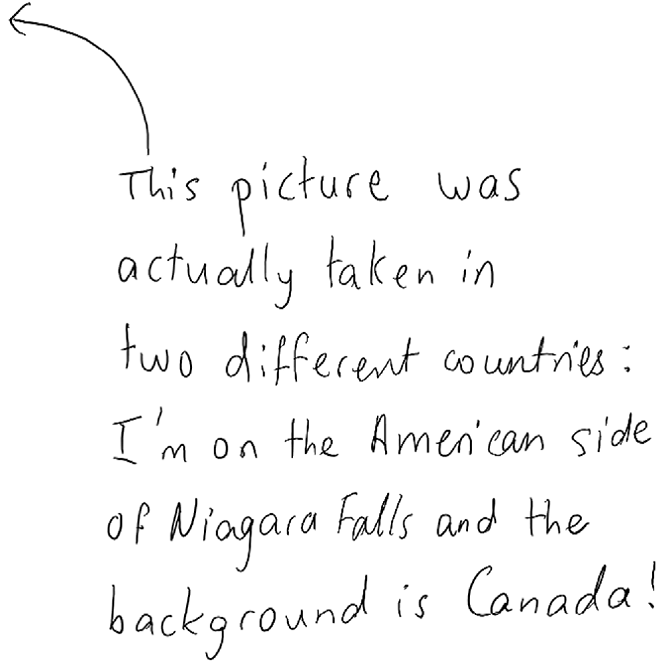 This picture was
actually taken in
two different countries:
I'm on the American side
of Niagara Falls and the
background is Canada!